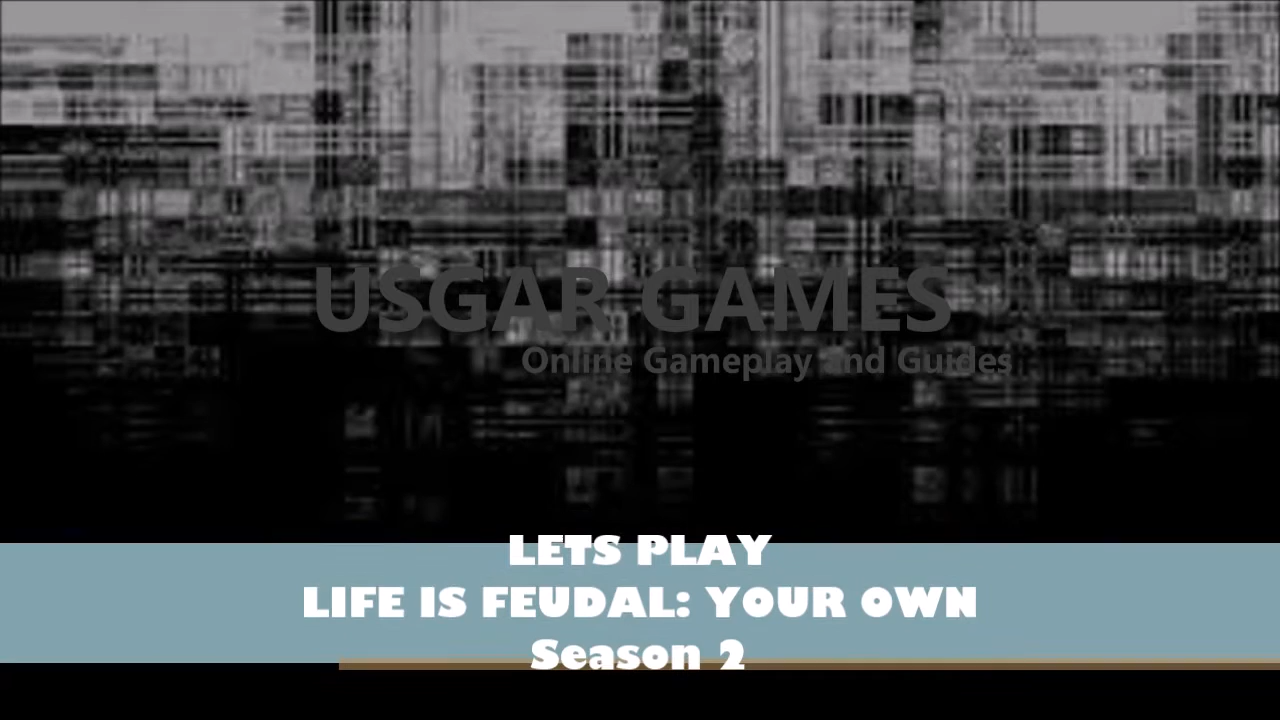 USGAR GAMES
Online Gameplay and Guides
LETS PLAY
LIFE IS FEUDAL: YOUR OWN
Season 2